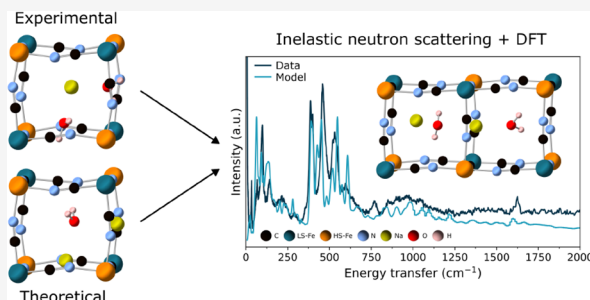 Experimental
Inelastic neutron scattering + DFT
Data
Model
Intensity (a.u.)
C LS-Fe HS-Fe N Na O H
0 250 500 750 1000 1250 1500 1750 2000
Energy transfer (cm⁻¹)
Theoretical